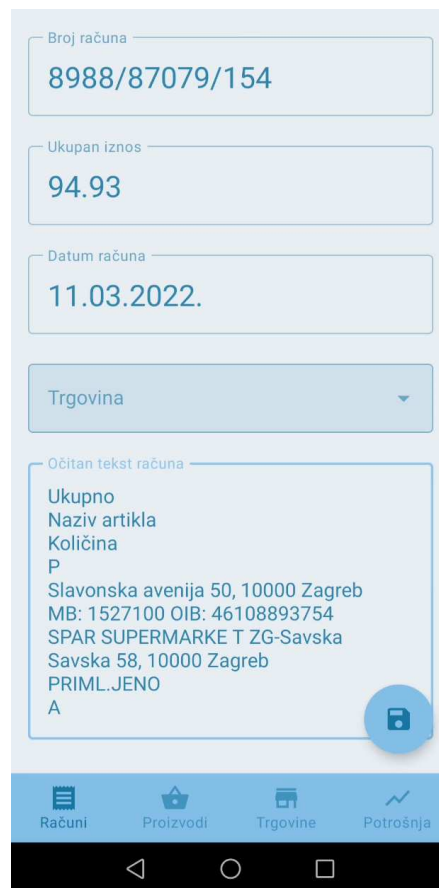 Broj računa
8988/87079/154
Ukupan iznos
94.93
Datum računa
11.03.2022.
Trgovina
Očitan tekst računa
Ukupno
Naziv artikla
Količina
P
Slavonska avenija 50, 10000 Zagreb
MB: 1527100 OIB: 46108893754
SPAR SUPERMARKE T ZG-Savska
Savska 58, 10000 Zagreb
PRIML.JENO
A
Računi Proizvodi Trgovine Potrošnja